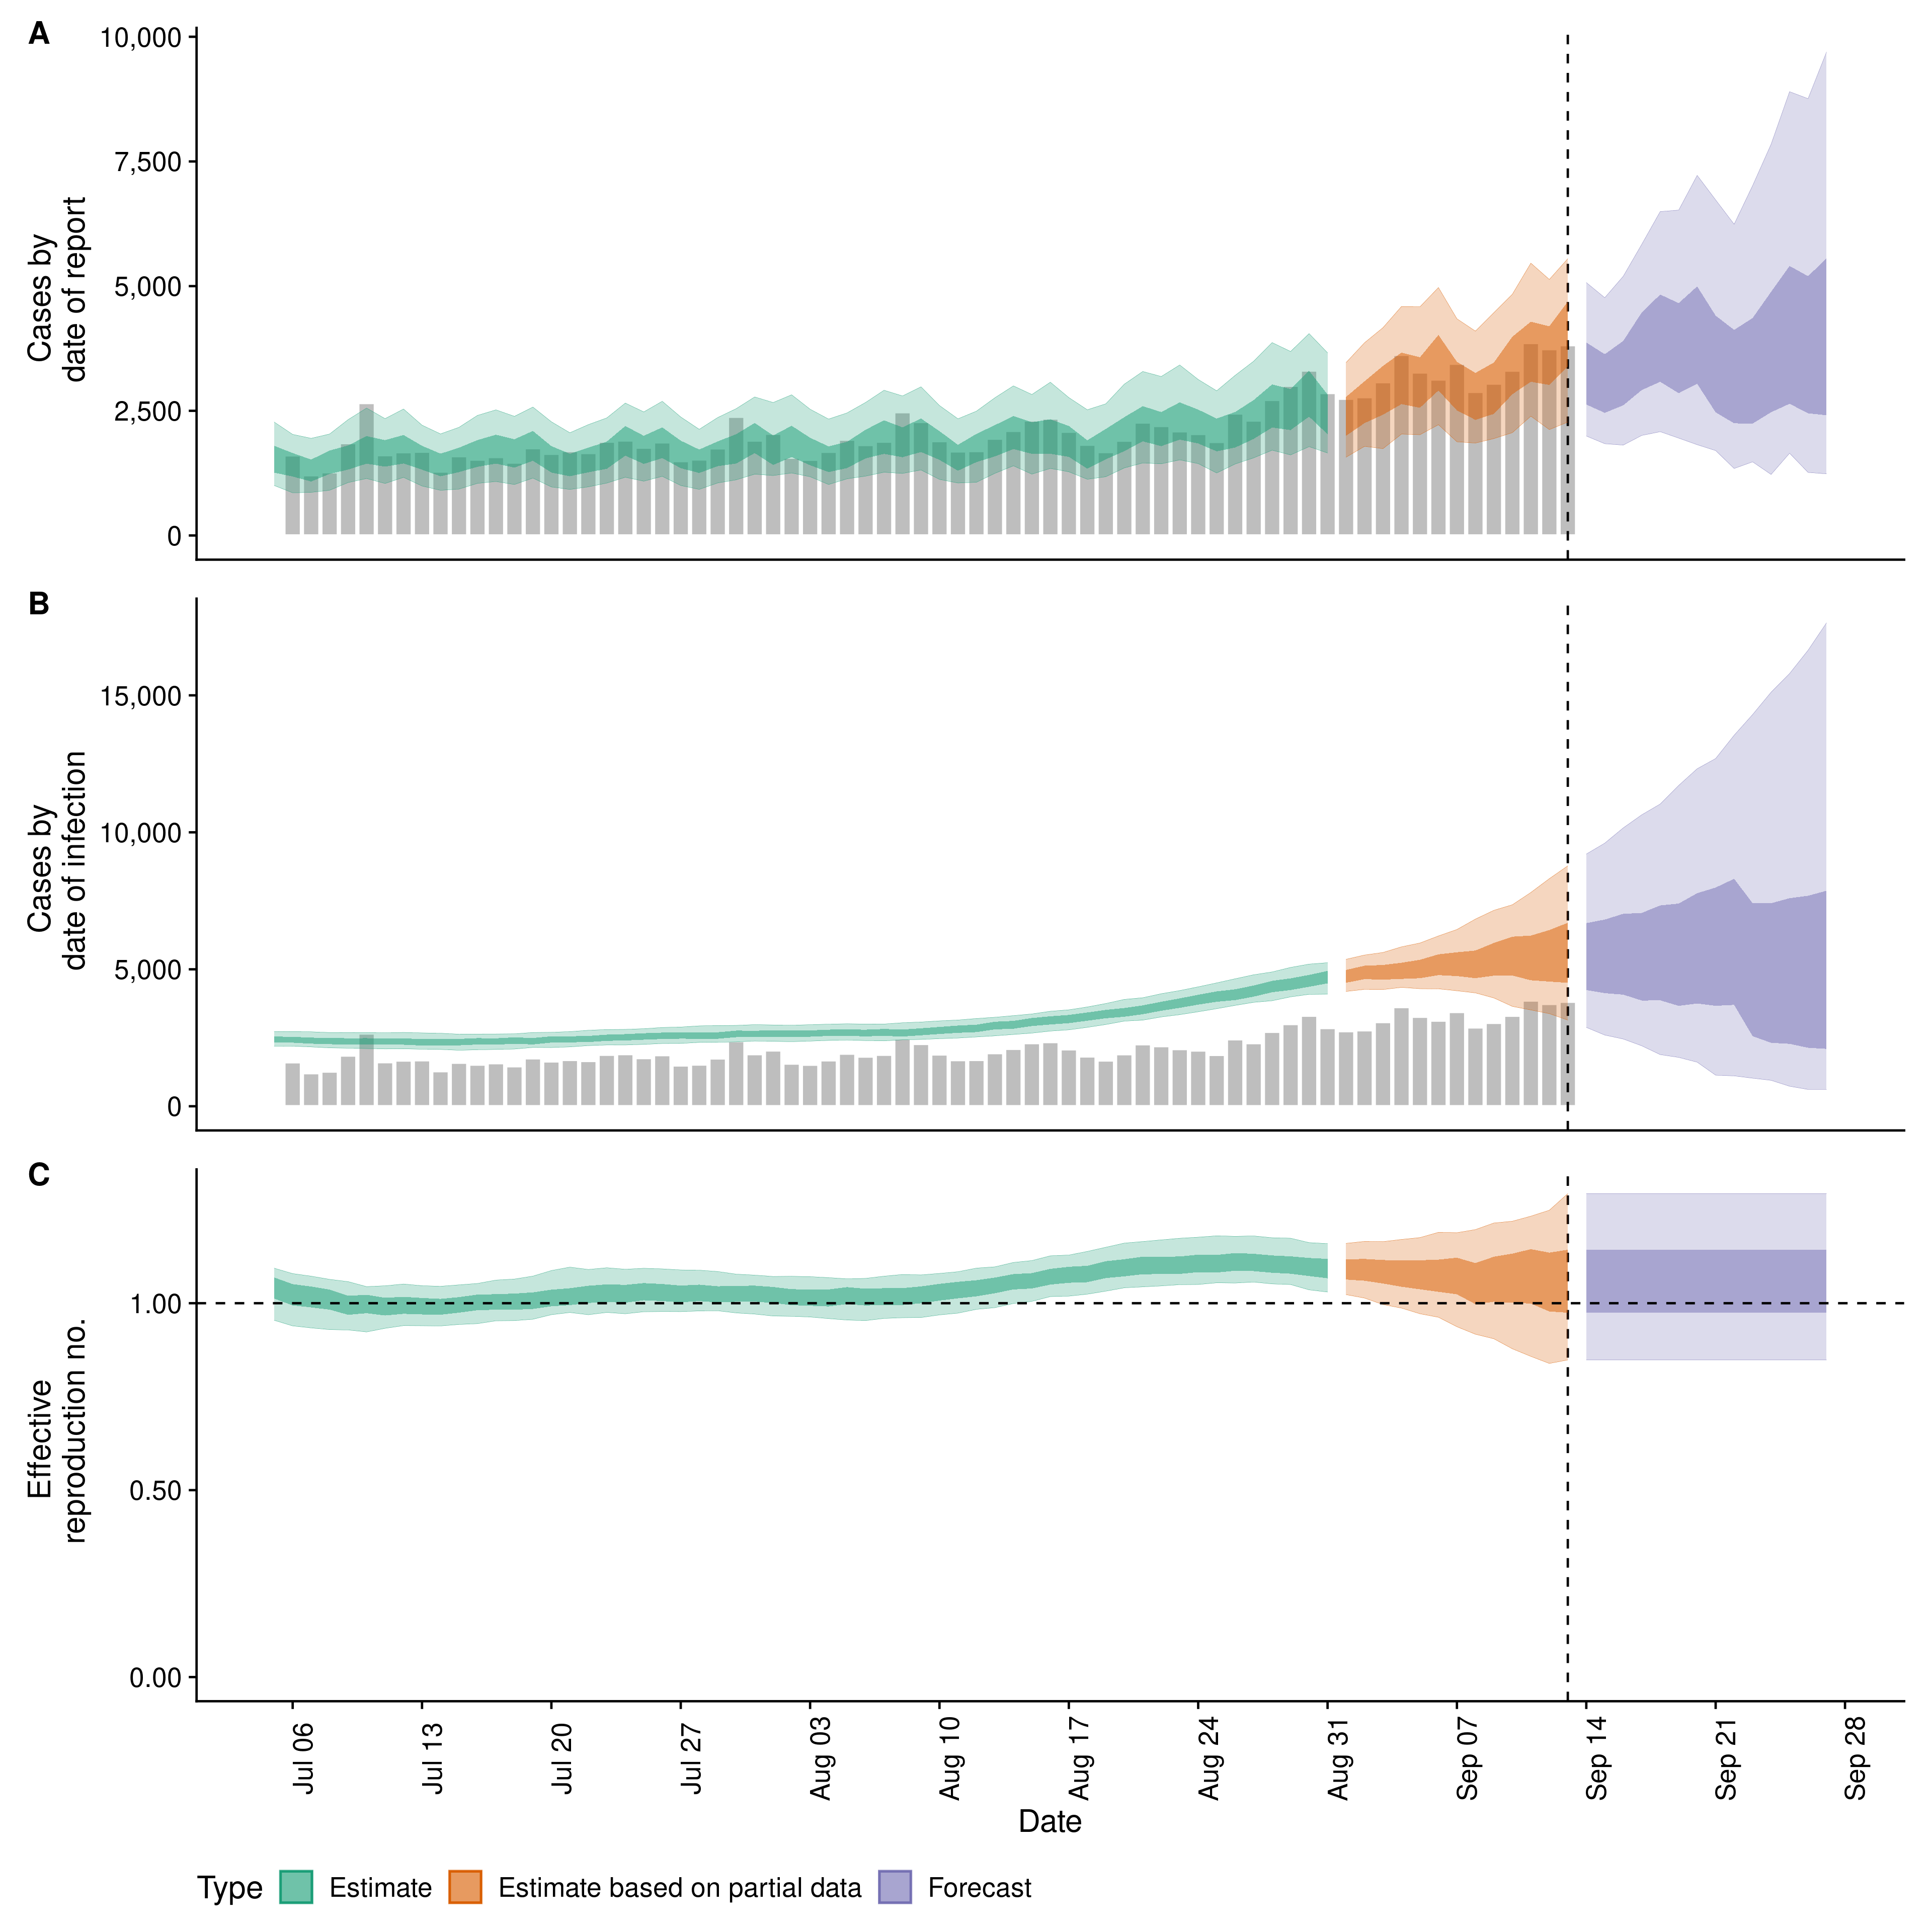 A
10,000
7,500
5,000
2,500
0
Cases by
date of report
B
15,000
10,000
5,000
0
Cases by
date of infection
C
1.00
0.50
0.00
Effective
reproduction no.
Jul 06
Jul 13
Jul 20
Jul 27
Aug 03
Aug 10
Aug 17
Aug 24
Aug 31
Sep 07
Sep 14
Sep 21
Sep 28
Date
Type Estimate Estimate based on partial data Forecast